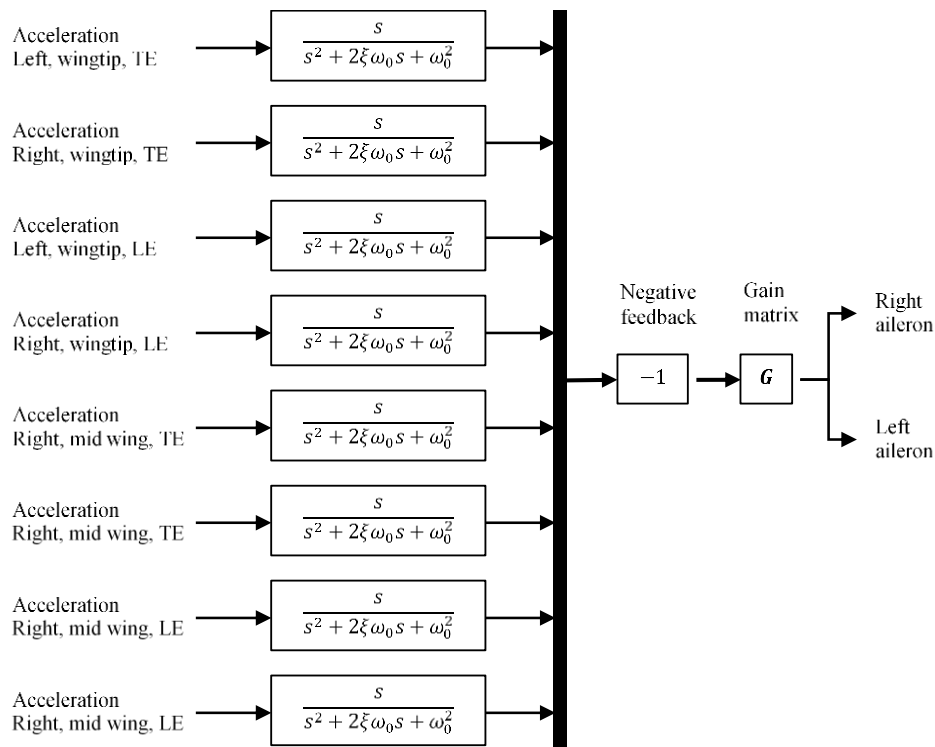 Acceleration
Left, wingtip, TE
s
s² + 2ξω₀s + ω₀²
Acceleration
Right, wingtip, TE
s
s² + 2ξω₀s + ω₀²
Acceleration
Left, wingtip, LE
s
s² + 2ξω₀s + ω₀²
Acceleration
Right, wingtip, LE
s
s² + 2ξω₀s + ω₀²
Acceleration
Right, mid wing, TE
s
s² + 2ξω₀s + ω₀²
Acceleration
Right, mid wing, TE
s
s² + 2ξω₀s + ω₀²
Acceleration
Right, mid wing, LE
s
s² + 2ξω₀s + ω₀²
Acceleration
Right, mid wing, LE
s
s² + 2ξω₀s + ω₀²
Negative
feedback
−1
Gain
matrix
G
Right
aileron
Left
aileron